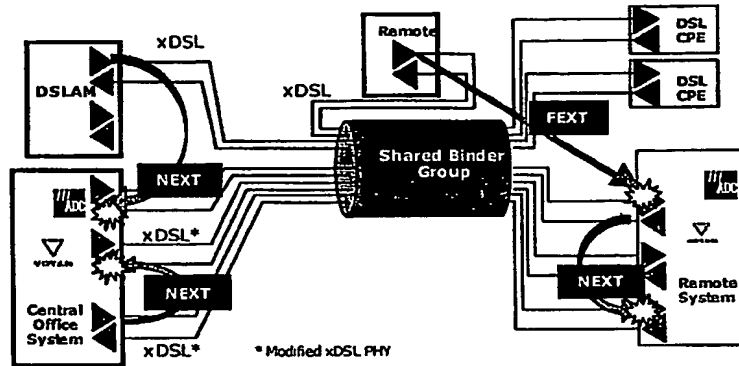 xDSL
Remote
DSL
CPE
DSLAM
xDSL
DSL
CPE
FEXT
Shared Binder
Group
NEXT
ADC
ADC
xDSL*
NEXT
NEXT
Central
Office
System
Remote
System
xDSL*
* Modified xDSL PHY